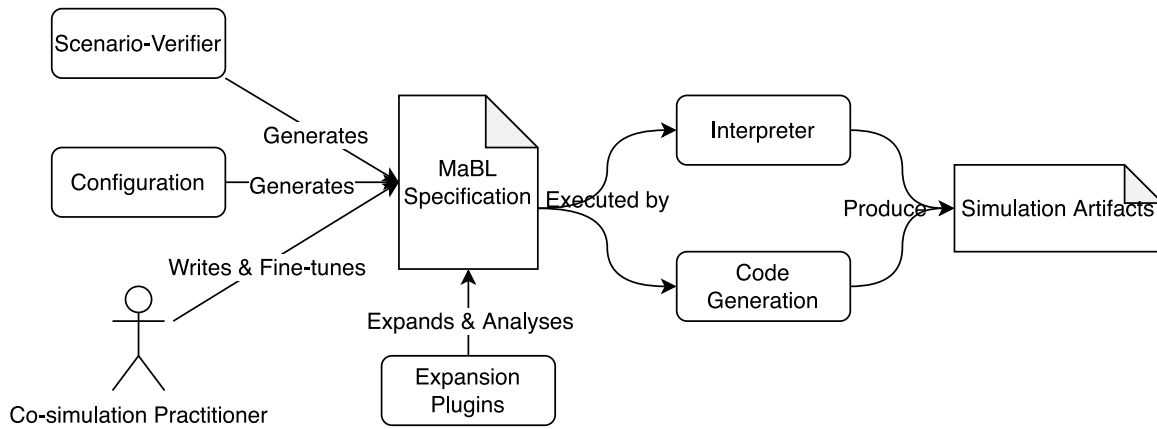 Scenario-Verifier
Generates
Configuration
Generates
Writes & Fine-tunes
Co-simulation Practitioner
MaBL
Specification
Expands & Analyses
Expansion
Plugins
Executed by
Interpreter
Code
Generation
Produce
Simulation Artifacts